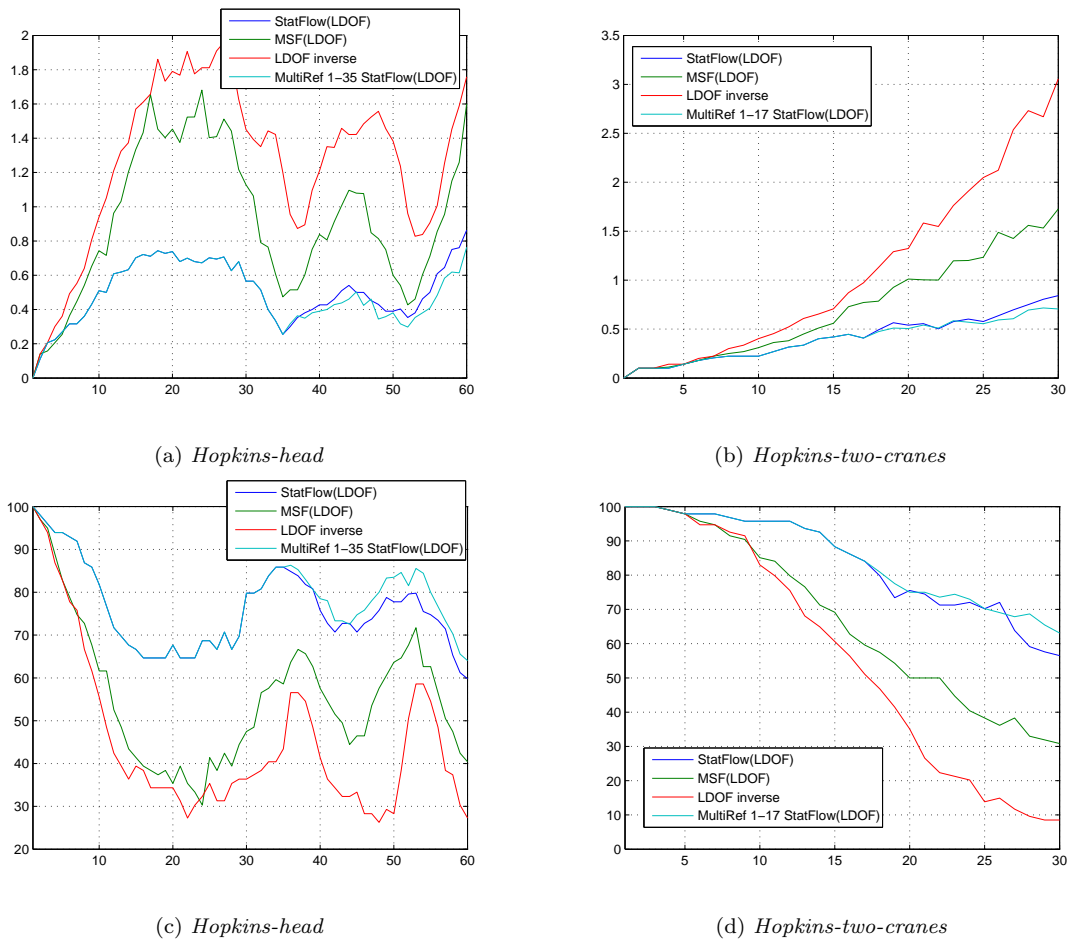 StatFlow(LDOF)
MSF(LDOF)
LDOF inverse
MultiRef 1−35 StatFlow(LDOF)
2
1.8
1.6
1.4
1.2
1
0.8
0.6
0.4
0.2
0
10 20 30 40 50 60
(a) Hopkins-head
StatFlow(LDOF)
MSF(LDOF)
LDOF inverse
MultiRef 1−17 StatFlow(LDOF)
3.5
3
2.5
2
1.5
1
0.5
0
5 10 15 20 25 30
(b) Hopkins-two-cranes
StatFlow(LDOF)
MSF(LDOF)
LDOF inverse
MultiRef 1−35 StatFlow(LDOF)
100
90
80
70
60
50
40
30
20
10 20 30 40 50 60
(c) Hopkins-head
100
90
80
70
60
50
40
30
20
10
0
StatFlow(LDOF)
MSF(LDOF)
LDOF inverse
MultiRef 1−17 StatFlow(LDOF)
5 10 15 20 25 30
(d) Hopkins-two-cranes